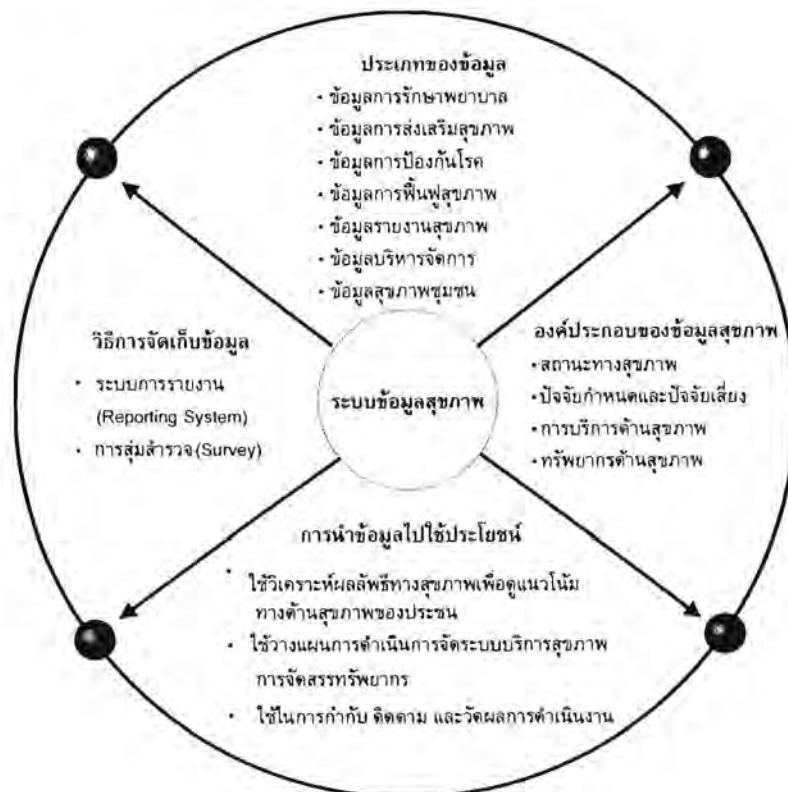 ประเภทของข้อมูล
• ข้อมูลการรักษาพยาบาล
• ข้อมูลการส่งเสริมสุขภาพ
• ข้อมูลการป้องกันโรค
• ข้อมูลการฟื้นฟูสุขภาพ
• ข้อมูลรายงานสุขภาพ
• ข้อมูลบริหารจัดการ
• ข้อมูลสุขภาพชุมชน
วิธีการจัดเก็บข้อมูล
• ระบบการรายงาน
(Reporting System)
• การสุ่มสำรวจ(Survey)
ระบบข้อมูลสุขภาพ
องค์ประกอบของข้อมูลสุขภาพ
•สถานะทางสุขภาพ
•ปัจจัยกำหนดและปัจจัยเสี่ยง
•การบริการด้านสุขภาพ
•ทรัพยากรด้านสุขภาพ
การนำข้อมูลไปใช้ประโยชน์
• ใช้วิเคราะห์ผลลัพธ์ทางสุขภาพเพื่อดูแนวโน้ม
ทางด้านสุขภาพของประชน
• ใช้วางแผนการดำเนินการจัดระบบบริการสุขภาพ
การจัดสรรทรัพยากร
• ใช้ในการกำกับ ติดตาม และวัดผลการดำเนินงาน